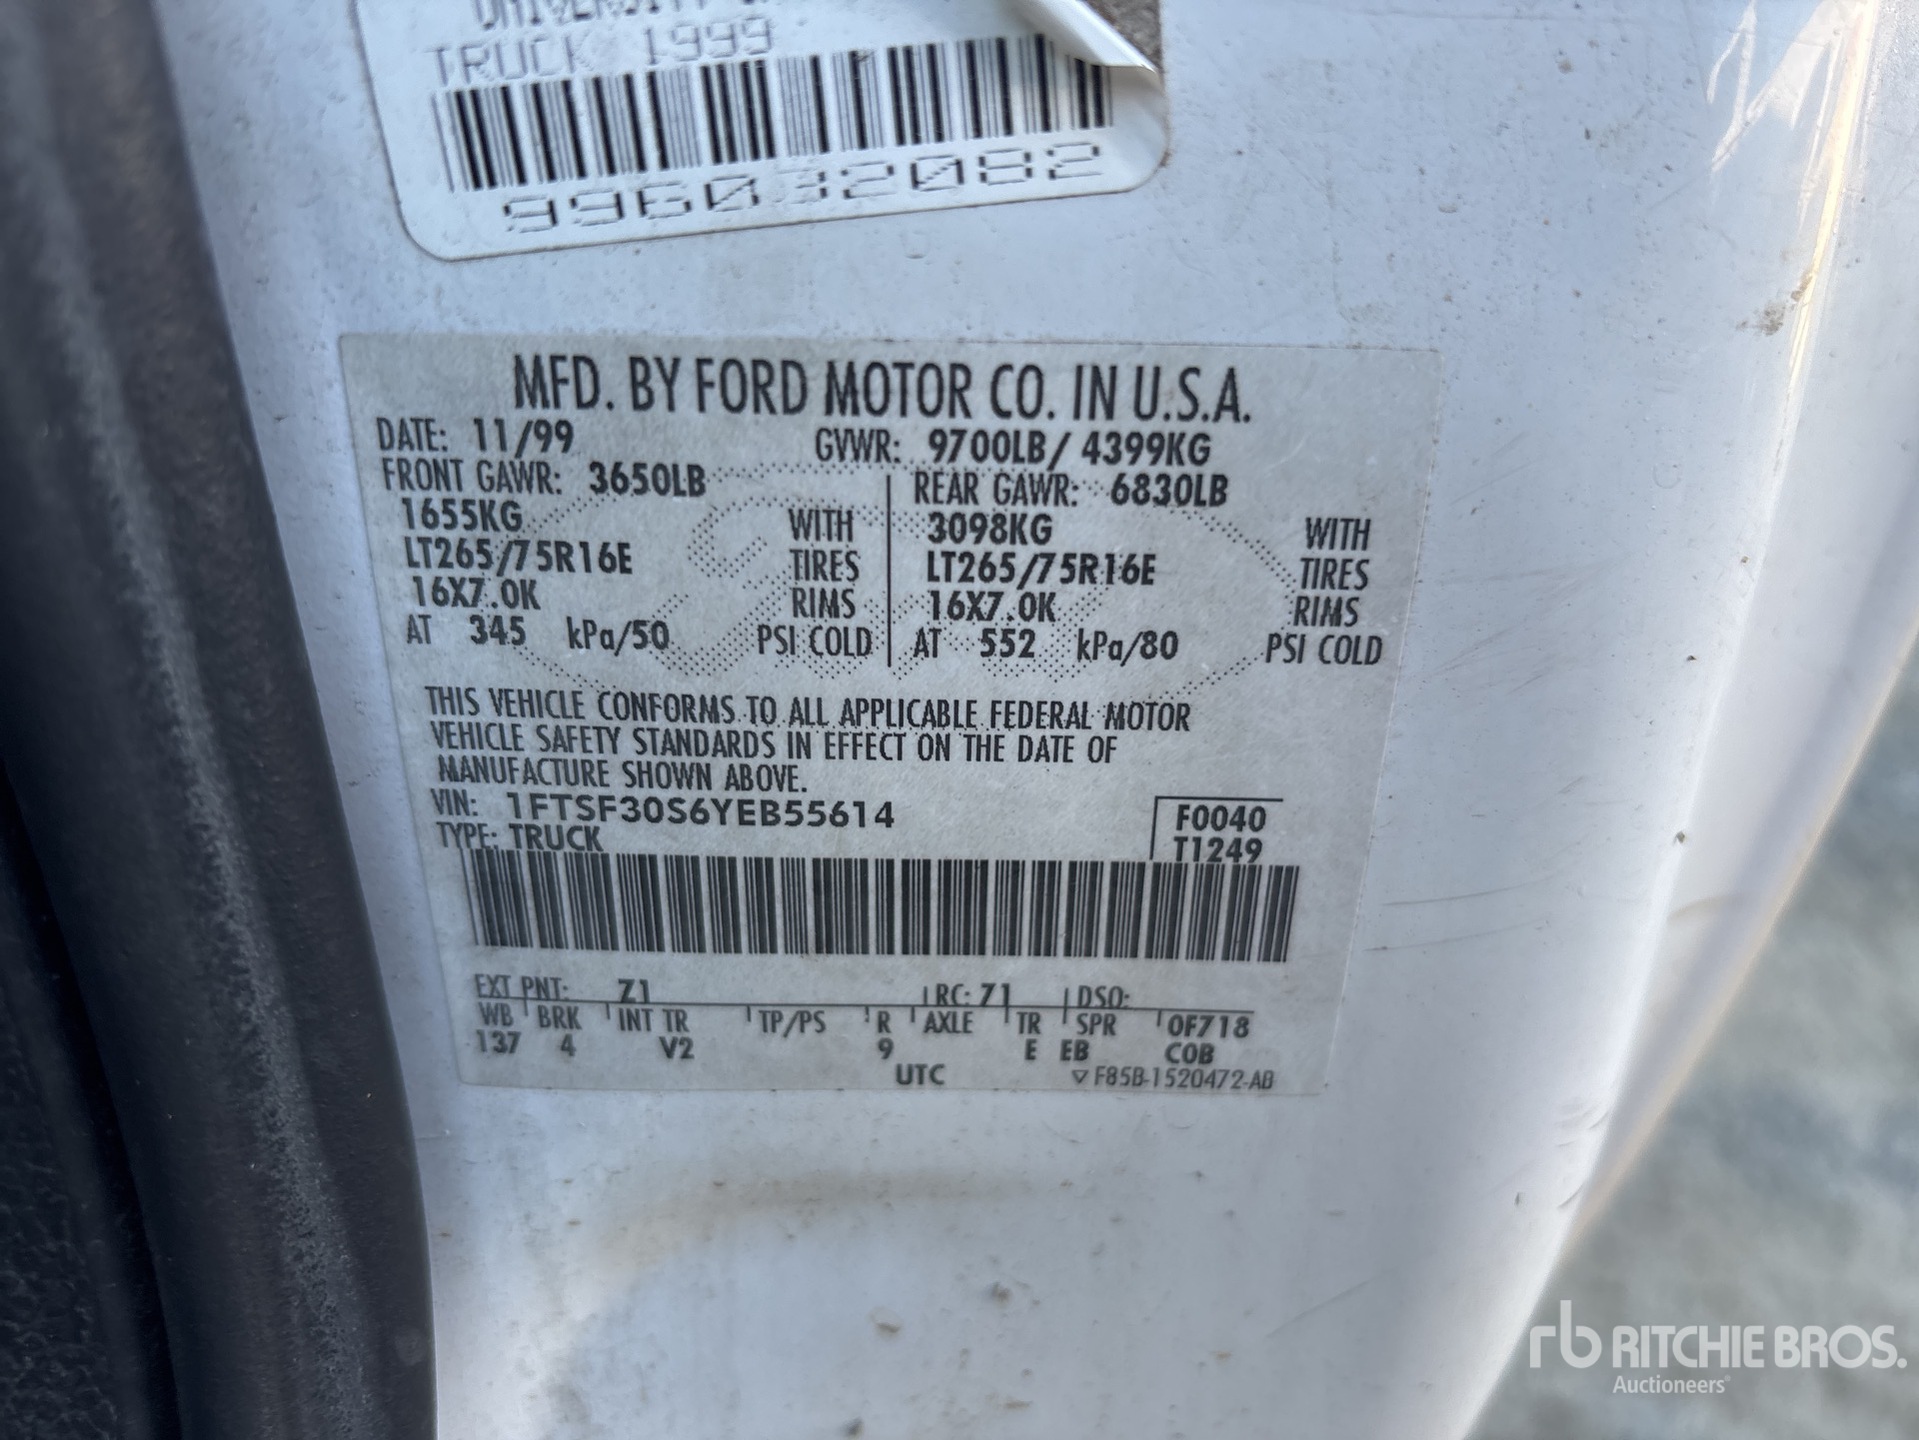 UNIVERSITY
TRUCK 1999
996032082
MFD. BY FORD MOTOR CO. IN U.S.A.
DATE: 11/99 GVWR: 9700LB/ 4399KG
FRONT GAWR: 3650LB REAR GAWR: 6830LB
1655KG WITH 3098KG WITH
LT265/75R16E TIRES LT265/75R16E TIRES
16X7.0K RIMS 16X7.0K RIMS
AT 345 kPa/50 PSI COLD AT 552 kPa/80 PSI COLD
THIS VEHICLE CONFORMS TO ALL APPLICABLE FEDERAL MOTOR
VEHICLE SAFETY STANDARDS IN EFFECT ON THE DATE OF
MANUFACTURE SHOWN ABOVE.
VIN: 1FTSF30S6YEB55614 F0040
TYPE: TRUCK T1249
EXT PNT: Z1 RC: 71 DSO:
WB BRK INT TR TP/PS R AXLE TR SPR 0F718
137 4 V2 9 E EB COB
UTC ▽ F85B-1520472-AB
rb RITCHIE BROS.
Auctioneers